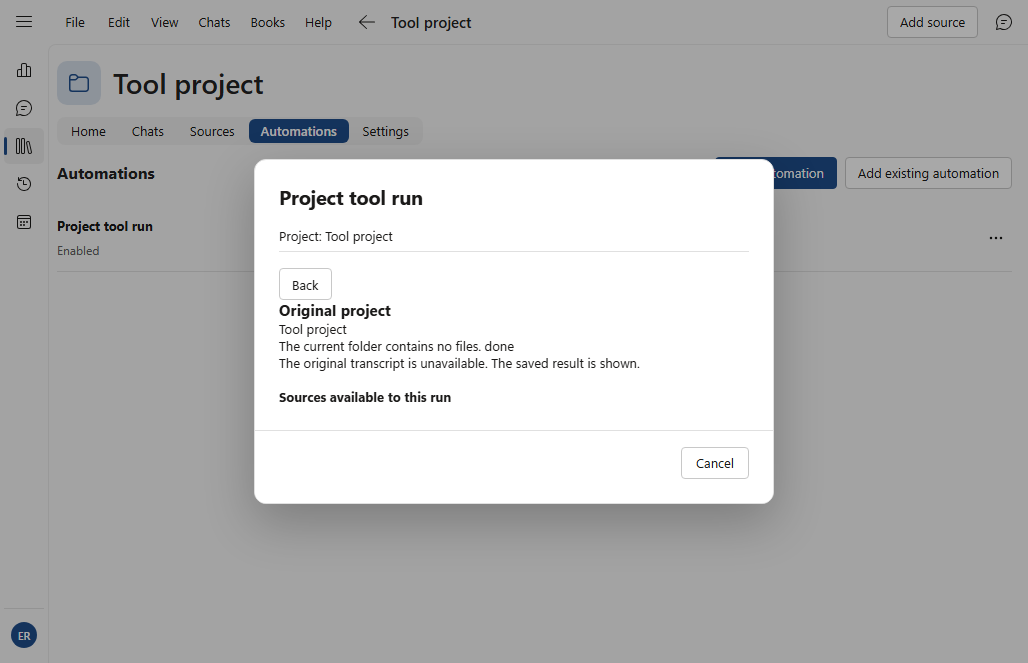 File Edit View Chats Books Help Tool project Add source
Tool project
Home Chats Sources Automations Settings
Automations
tomation Add existing automation
Project tool run
Enabled
Project tool run
Project: Tool project
Back
Original project
Tool project
The current folder contains no files. done
The original transcript is unavailable. The saved result is shown.
Sources available to this run
Cancel
ER